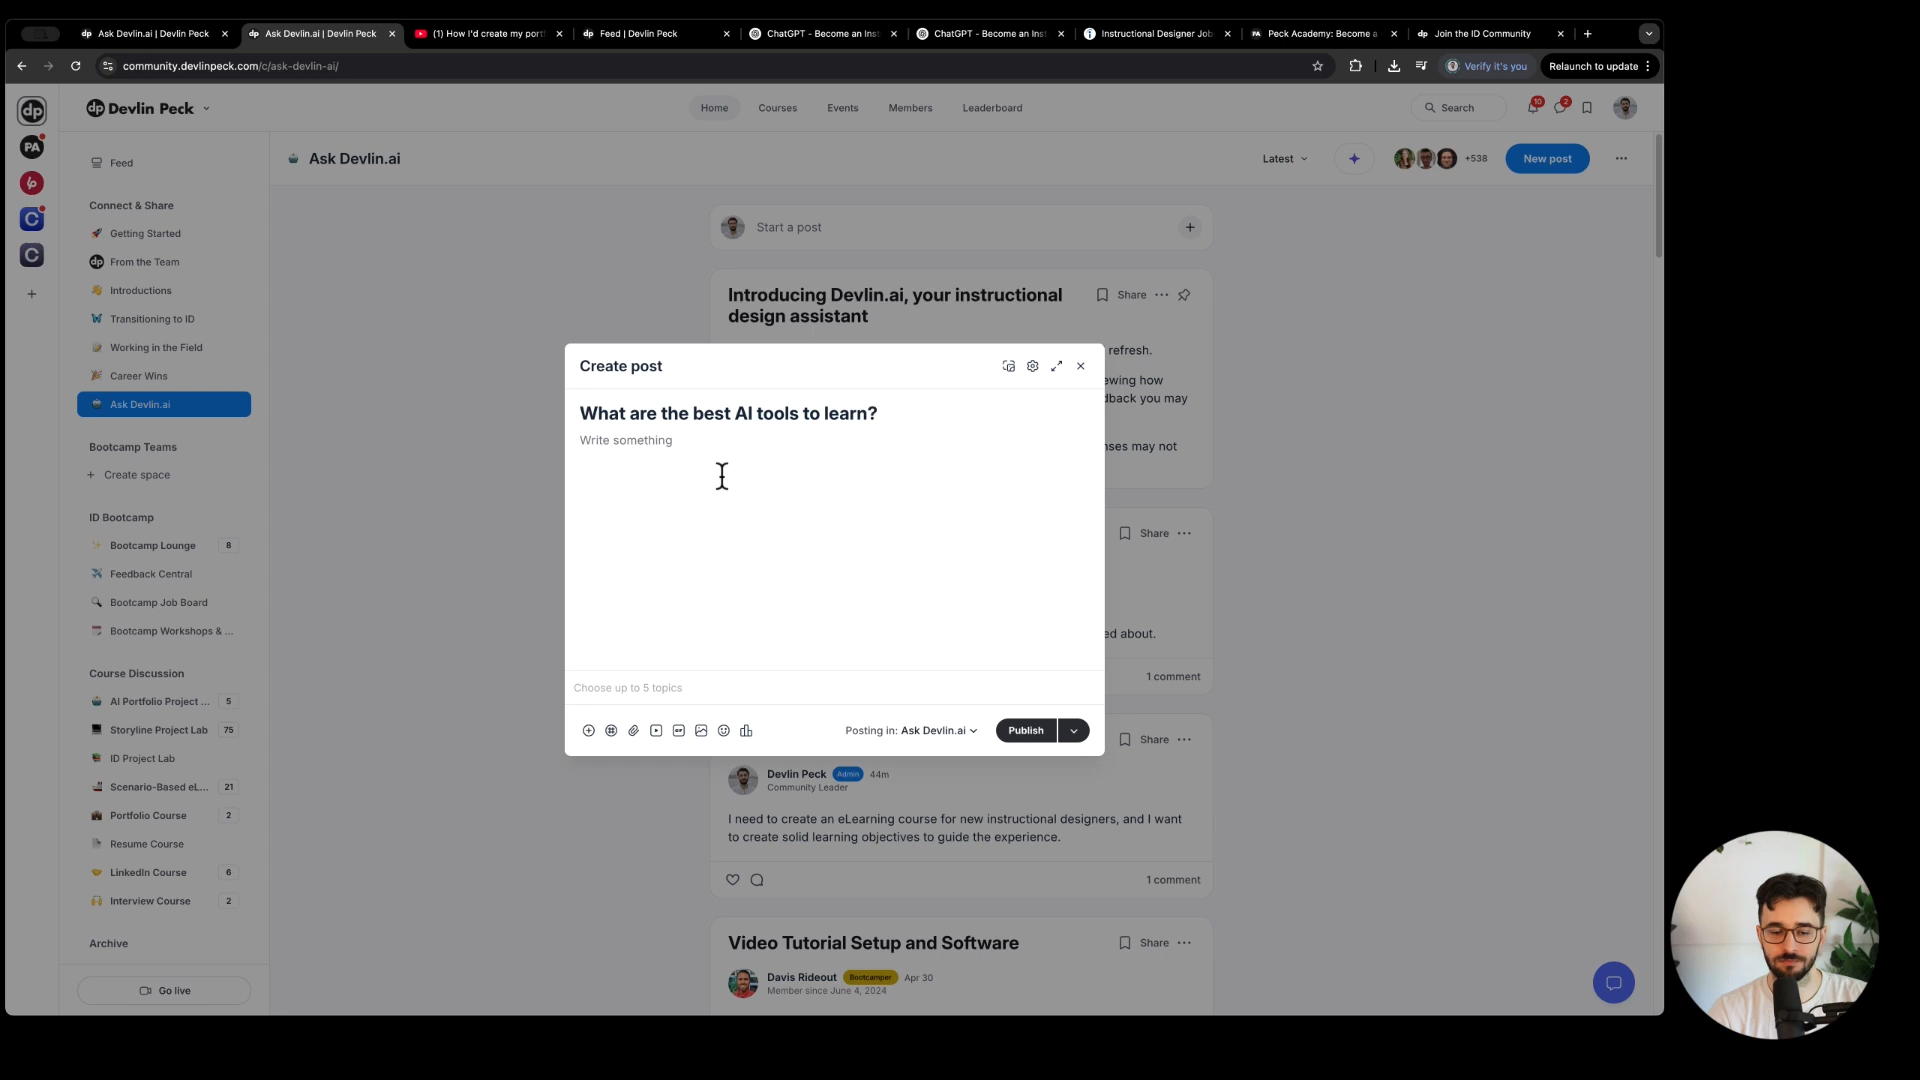 Ask Devlin.ai | Devlin Peck
Ask Devlin.ai | Devlin Peck
(1) How I'd create my port
Feed | Devlin Peck
ChatGPT - Become an Inst
ChatGPT - Become an Inst
Instructional Designer Job
Peck Academy: Become a
Join the ID Community
community.devlinpeck.com/c/ask-devlin-ai/
Verify it's you
Relaunch to update
dp Devlin Peck
Home
Courses
Events
Members
Leaderboard
Search
10
2
dp
PA
C
C
Feed
Connect & Share
Getting Started
From the Team
Introductions
Transitioning to ID
Working in the Field
Career Wins
Ask Devlin.ai
Bootcamp Teams
Create space
ID Bootcamp
Bootcamp Lounge 8
Feedback Central
Bootcamp Job Board
Bootcamp Workshops & ...
Course Discussion
AI Portfolio Project ... 5
Storyline Project Lab 75
ID Project Lab
Scenario-Based eL... 21
Portfolio Course 2
Resume Course
LinkedIn Course 6
Interview Course 2
Archive
Go live
Ask Devlin.ai
Latest
+538
New post
Start a post
Introducing Devlin.ai, your instructional
design assistant
Share
refresh.
ewing how
dback you may
nses may not
Create post
What are the best AI tools to learn?
Write something
Choose up to 5 topics
Posting in: Ask Devlin.ai
Publish
Share
ed about.
1 comment
Share
Devlin Peck Admin 44m
Community Leader
I need to create an eLearning course for new instructional designers, and I want
to create solid learning objectives to guide the experience.
1 comment
Video Tutorial Setup and Software
Share
Davis Rideout Bootcamper Apr 30
Member since June 4, 2024